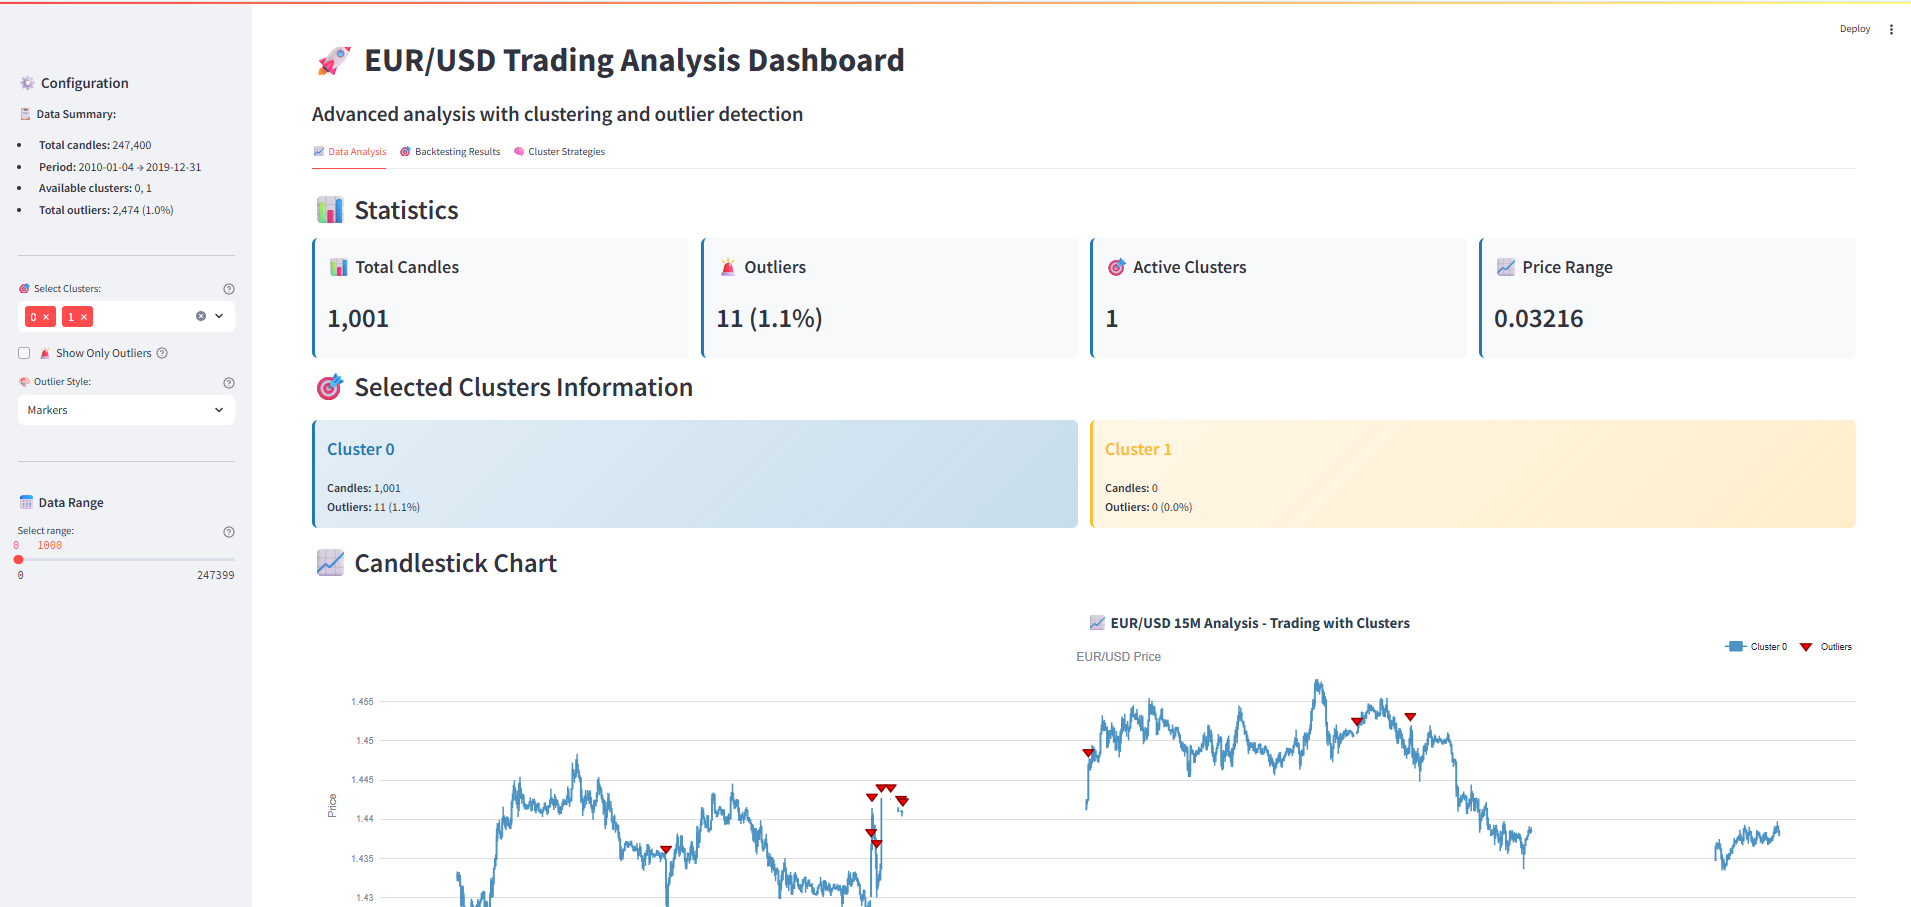 Deploy
Configuration
Data Summary:
• Total candles: 247,400
• Period: 2010-01-04 → 2019-12-31
• Available clusters: 0, 1
• Total outliers: 2,474 (1.0%)
Select Clusters:
0 × 1 ×
Show Only Outliers
Outlier Style:
Markers
Data Range
Select range:
0 1000
0 247399
EUR/USD Trading Analysis Dashboard
Advanced analysis with clustering and outlier detection
Data Analysis Backtesting Results Cluster Strategies
Statistics
Total Candles
1,001
Outliers
11 (1.1%)
Active Clusters
1
Price Range
0.03216
Selected Clusters Information
Cluster 0
Candles: 1,001
Outliers: 11 (1.1%)
Cluster 1
Candles: 0
Outliers: 0 (0.0%)
Candlestick Chart
EUR/USD 15M Analysis - Trading with Clusters
Cluster 0 Outliers
EUR/USD Price
Price
1.455
1.45
1.445
1.44
1.435
1.43